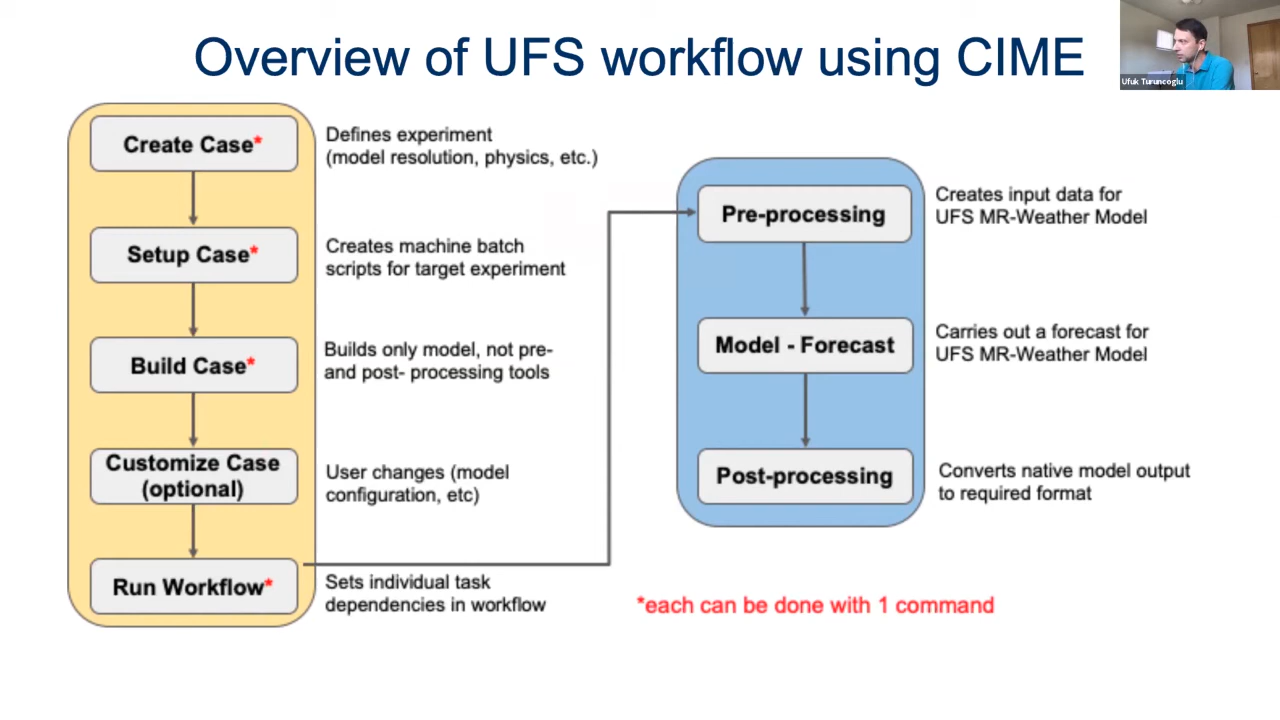 Overview of UFS workflow using CIME
Ufuk Turuncoglu
Create Case*
Defines experiment
(model resolution, physics, etc.)
Setup Case*
Creates machine batch
scripts for target experiment
Build Case*
Builds only model, not pre-
and post- processing tools
Customize Case
(optional)
User changes (model
configuration, etc)
Run Workflow*
Sets individual task
dependencies in workflow
Pre-processing
Creates input data for
UFS MR-Weather Model
Model - Forecast
Carries out a forecast for
UFS MR-Weather Model
Post-processing
Converts native model output
to required format
*each can be done with 1 command